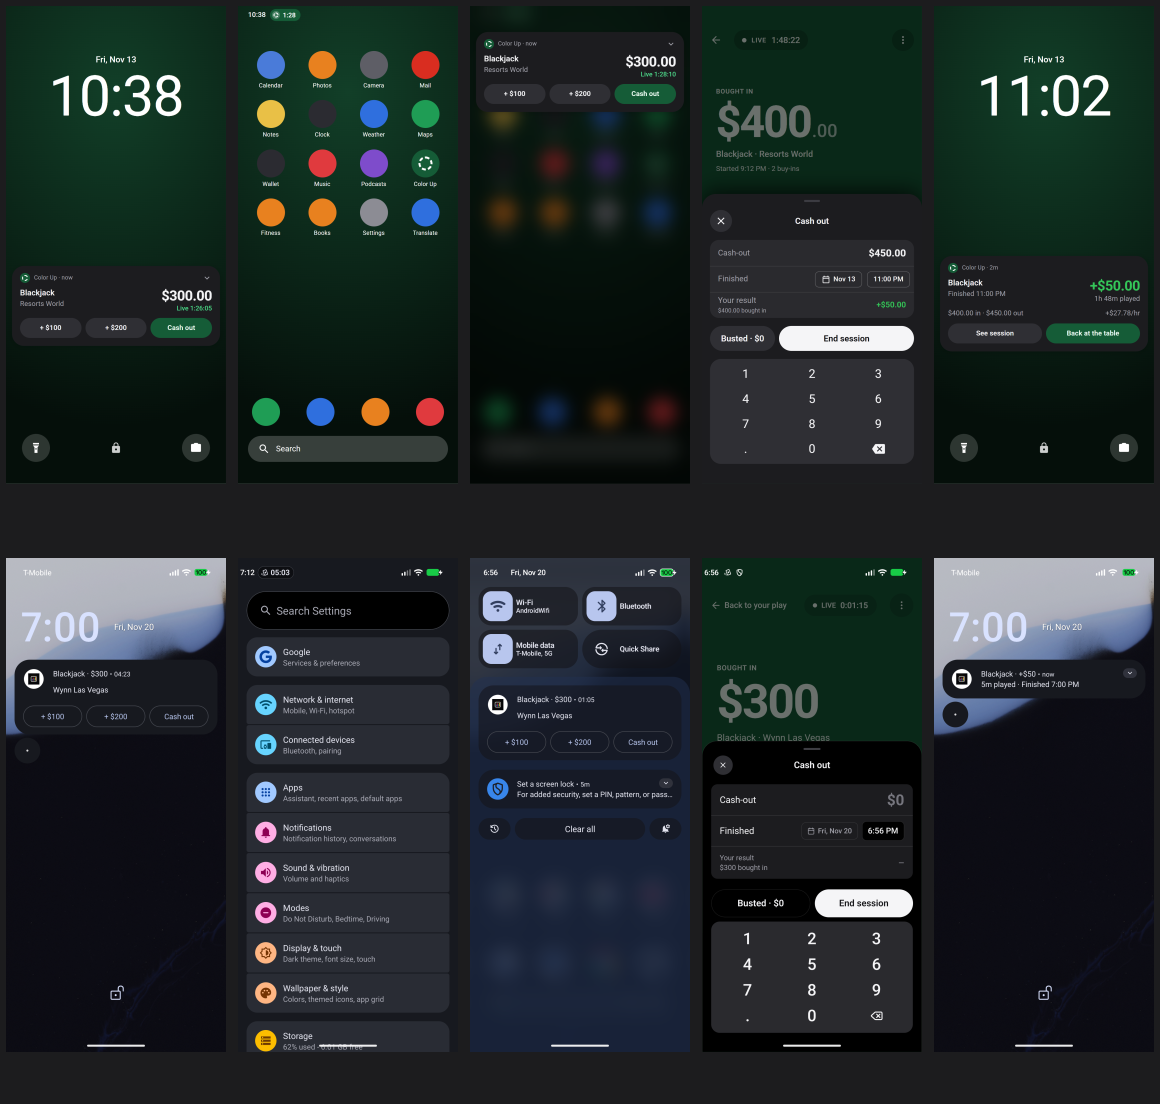 Fri, Nov 13
10:38
Color Up · now
Blackjack
$300.00
Resorts World
Live 1:26:05
+ $100
+ $200
Cash out
10:38
1:28
Calendar
Photos
Camera
Mail
Notes
Clock
Weather
Maps
Wallet
Music
Podcasts
Color Up
Fitness
Books
Settings
Translate
Search
Color Up · now
Blackjack
$300.00
Resorts World
Live 1:28:10
+ $100
+ $200
Cash out
LIVE 1:48:22
BOUGHT IN
$400.00
Blackjack · Resorts World
Started 9:12 PM · 2 buy-ins
Cash out
Cash-out
$450.00
Finished
Nov 13
11:00 PM
Your result
$400.00 bought in
+$50.00
Busted · $0
End session
1 2 3
4 5 6
7 8 9
. 0
Fri, Nov 13
11:02
Color Up · 2m
Blackjack
+$50.00
Finished 11:00 PM
1h 48m played
$400.00 in · $450.00 out
+$27.78/hr
See session
Back at the table
T-Mobile
100
7:00
Fri, Nov 20
Blackjack · $300 • 04:23
Wynn Las Vegas
+ $100
+ $200
Cash out
7:12
05:03
Search Settings
Google
Services & preferences
Network & internet
Mobile, Wi-Fi, hotspot
Connected devices
Bluetooth, pairing
Apps
Assistant, recent apps, default apps
Notifications
Notification history, conversations
Sound & vibration
Volume and haptics
Modes
Do Not Disturb, Bedtime, Driving
Display & touch
Dark theme, font size, touch
Wallpaper & style
Colors, themed icons, app grid
Storage
62% used - 6.01 GB free
6:56
Fri, Nov 20
100
Wi-Fi
AndroidWifi
Bluetooth
Mobile data
T-Mobile, 5G
Quick Share
Blackjack · $300 • 01:05
Wynn Las Vegas
+ $100
+ $200
Cash out
Set a screen lock • 5m
For added security, set a PIN, pattern, or pass…
Clear all
6:56
Back to your play
LIVE 0:01:15
BOUGHT IN
$300
Blackjack · Wynn Las Vegas
Cash out
Cash-out
$0
Finished
Fri, Nov 20
6:56 PM
Your result
$300 bought in
–
Busted · $0
End session
1 2 3
4 5 6
7 8 9
. 0
T-Mobile
100
7:00
Fri, Nov 20
Blackjack · +$50 • now
5m played · Finished 7:00 PM